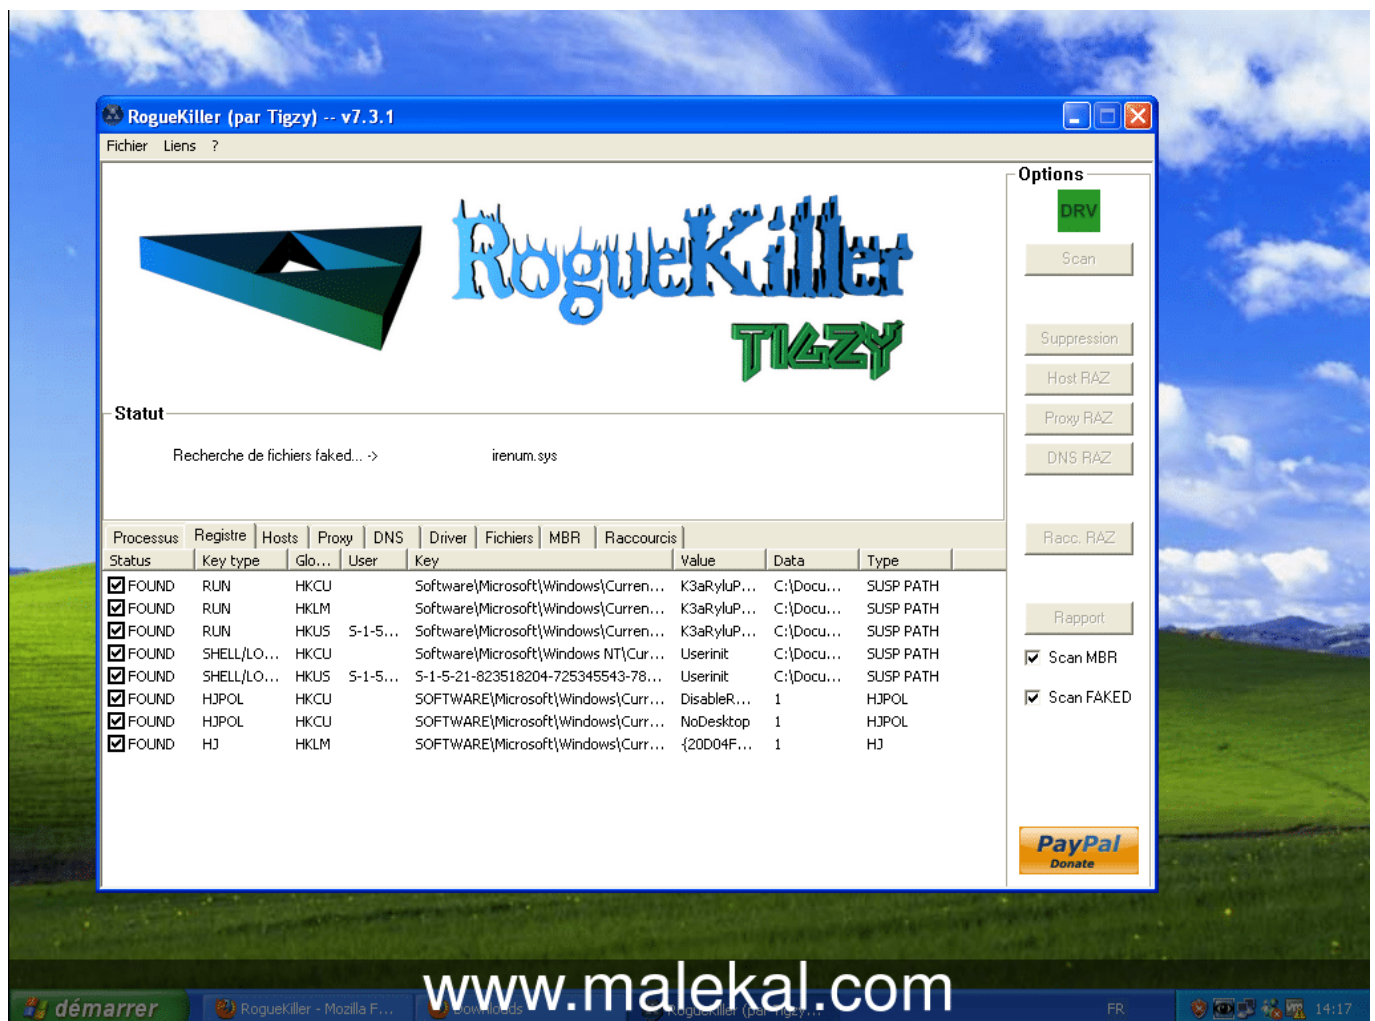 RogueKiller (par Tigzy) -- v7.3.1
Fichier Liens ?
Options
DRV
RogueKiller
TIGZY
Scan
Suppression
Host RAZ
Proxy RAZ
DNS RAZ
Racc. RAZ
Rapport
Scan MBR
Scan FAKED
PayPal
Donate
Statut
Recherche de fichiers faked... -> irenum.sys
Processus Registre Hosts Proxy DNS Driver Fichiers MBR Raccourcis
Status Key type Glo... User Key Value Data Type
FOUND RUN HKCU Software\Microsoft\Windows\Curren... K3aRyluP... C:\Docu... SUSP PATH
FOUND RUN HKLM Software\Microsoft\Windows\Curren... K3aRyluP... C:\Docu... SUSP PATH
FOUND RUN HKUS S-1-5... Software\Microsoft\Windows\Curren... K3aRyluP... C:\Docu... SUSP PATH
FOUND SHELL/LO... HKCU Software\Microsoft\Windows NT\Cur... Userinit C:\Docu... SUSP PATH
FOUND SHELL/LO... HKUS S-1-5... S-1-5-21-823518204-725345543-78... Userinit C:\Docu... SUSP PATH
FOUND HJPOL HKCU SOFTWARE\Microsoft\Windows\Curr... DisableR... 1 HJPOL
FOUND HJPOL HKCU SOFTWARE\Microsoft\Windows\Curr... NoDesktop 1 HJPOL
FOUND HJ HKLM SOFTWARE\Microsoft\Windows\Curr... {20D04F... 1 HJ
www.malekal.com
démarrer RogueKiller - Mozilla F... Downloads RogueKiller (par Tigzy... FR 14:17